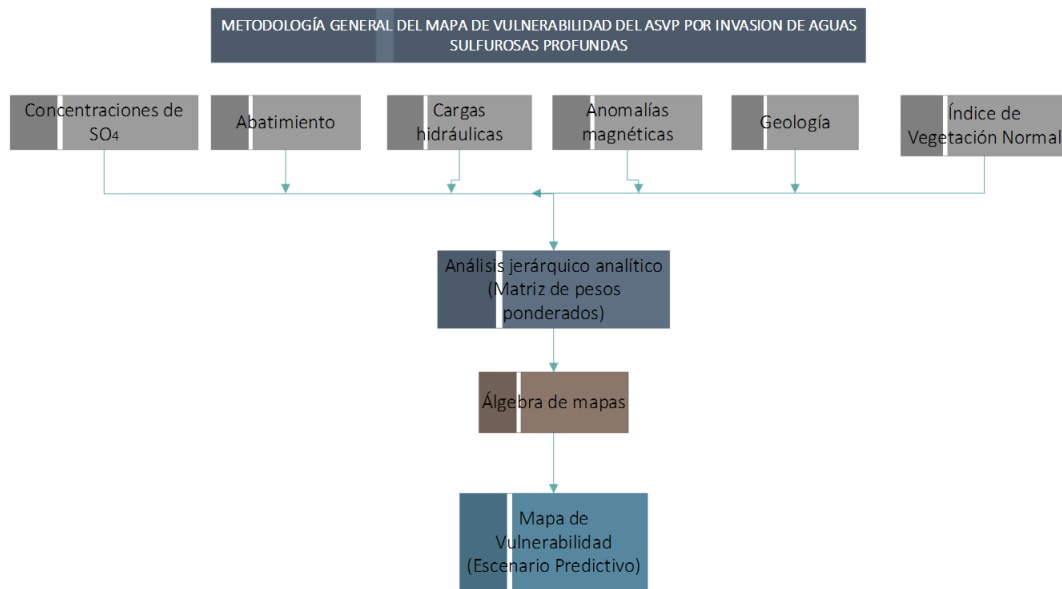 METODOLOGÍA GENERAL DEL MAPA DE VULNERABILIDAD DEL ASVP POR INVASION DE AGUAS
SULFUROSAS PROFUNDAS
Concentraciones de
SO4
Abatimiento
Cargas
hidráulicas
Anomalías
magnéticas
Geología
Índice de
Vegetación Normal
Análisis jerárquico analítico
(Matriz de pesos
ponderados)
Álgebra de mapas
Mapa de
Vulnerabilidad
(Escenario Predictivo)